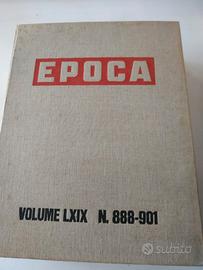 EPOCA
VOLUME LXIX N. 888-901
subito